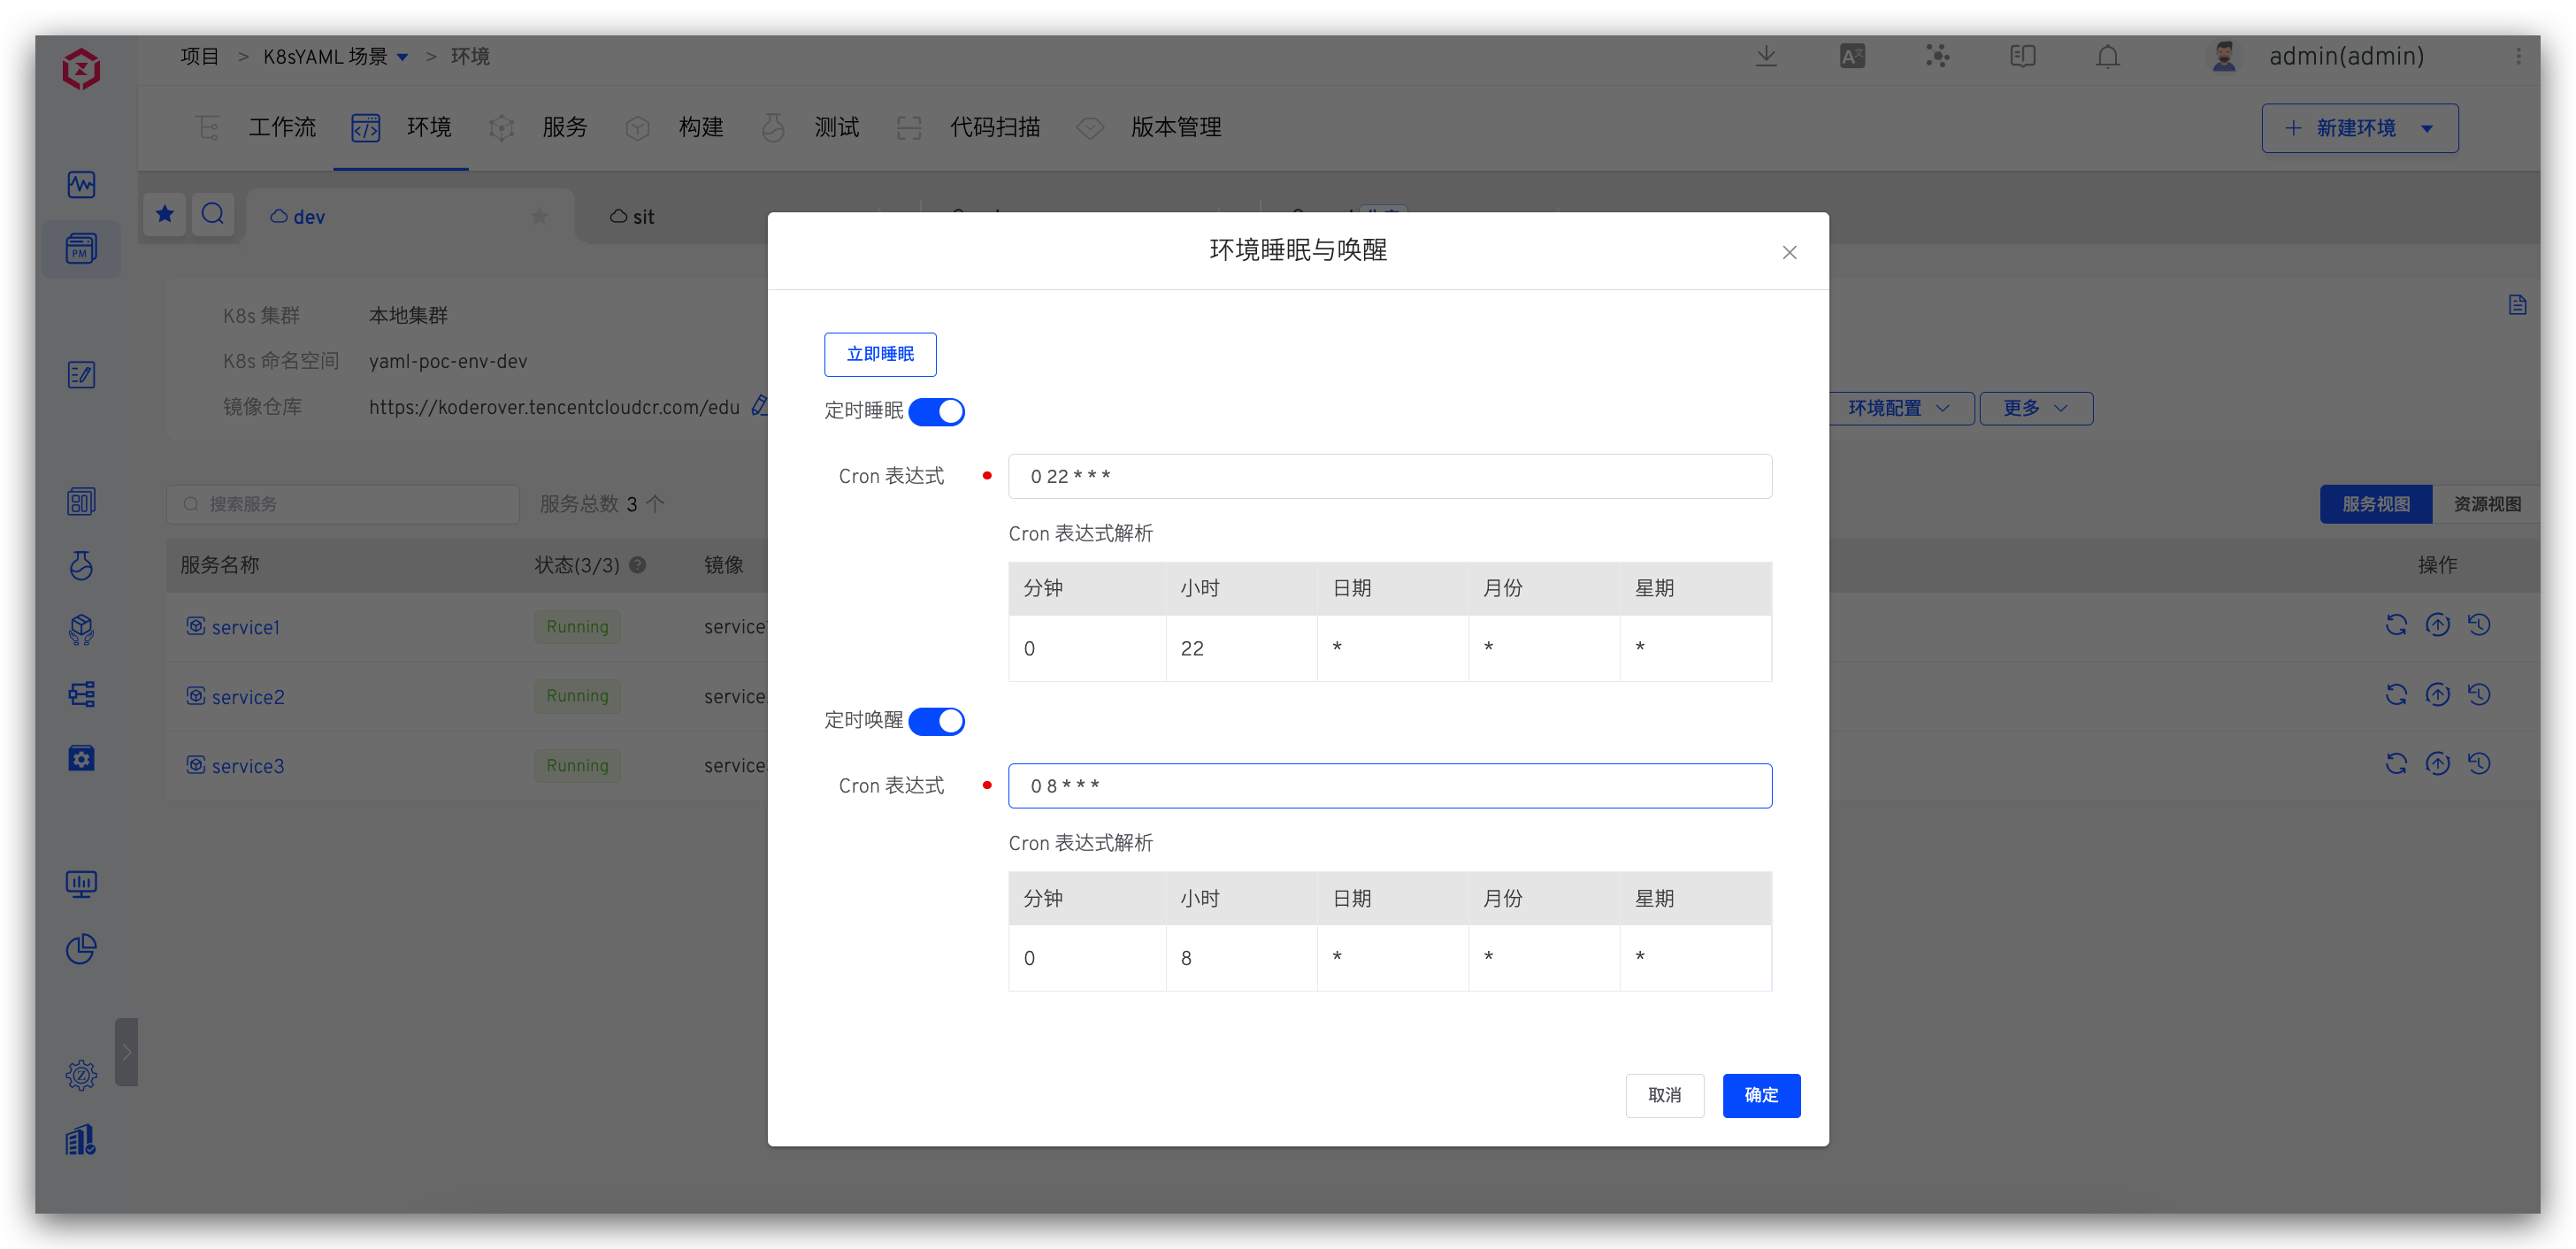 项目 > K8sYAML 场景 > 环境
admin(admin)
工作流 环境 服务 构建 测试 代码扫描 版本管理
+ 新建环境
PM
dev sit
环境睡眠与唤醒
K8s 集群 本地集群
K8s 命名空间 yaml-poc-env-dev
镜像仓库 https://koderover.tencentcloudcr.com/edu
环境配置 更多
立即睡眠
定时睡眠
Cron 表达式 0 22 * * *
Cron 表达式解析
分钟 小时 日期 月份 星期
0 22 * * *
定时唤醒
Cron 表达式 0 8 * * *
Cron 表达式解析
分钟 小时 日期 月份 星期
0 8 * * *
取消 确定
搜索服务 服务总数 3 个
服务视图 资源视图
服务名称 状态(3/3) 镜像 操作
service1 Running service
service2 Running service
service3 Running service